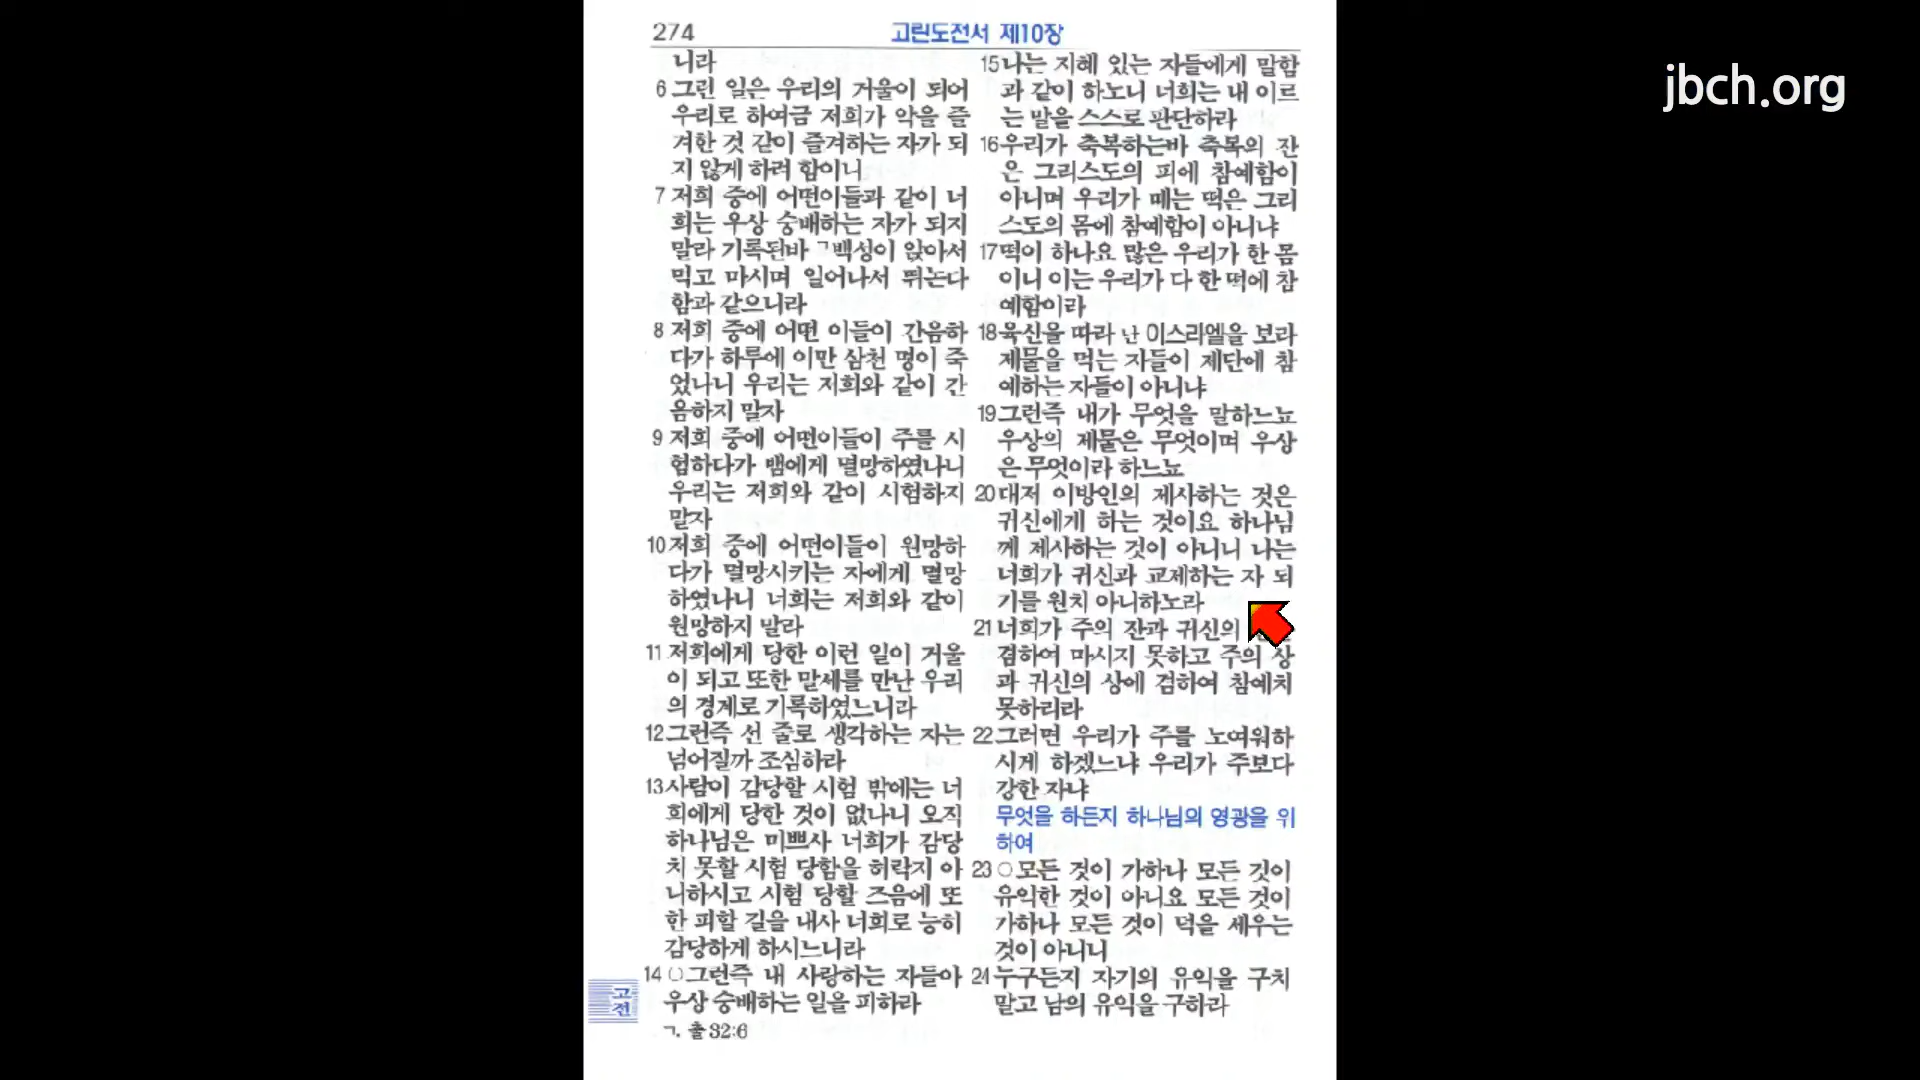 274
고린도전서 제10장
니라
6 그런 일은 우리의 거울이 되어
우리로 하여금 저희가 악을 즐
겨한 것 같이 즐겨하는 자가 되
지 않게 하려 함이니
7 저희 중에 어떤이들과 같이 너
희는 우상 숭배하는 자가 되지
말라 기록된바 ㄱ백성이 앉아서
먹고 마시며 일어나서 뛰논다
함과 같으니라
8 저희 중에 어떤 이들이 간음하
다가 하루에 이만 삼천 명이 죽
었나니 우리는 저희와 같이 간
음하지 말자
9 저희 중에 어떤이들이 주를 시
험하다가 뱀에게 멸망하였나니
우리는 저희와 같이 시험하지
말자
10 저희 중에 어떤이들이 원망하
다가 멸망시키는 자에게 멸망
하였나니 너희는 저희와 같이
원망하지 말라
11 저희에게 당한 이런 일이 거울
이 되고 또한 말세를 만난 우리
의 경계로 기록하였느니라
12 그런즉 선 줄로 생각하는 자는
넘어질까 조심하라
13 사람이 감당할 시험 밖에는 너
희에게 당한 것이 없나니 오직
하나님은 미쁘사 너희가 감당
치 못할 시험 당함을 허락지 아
니하시고 시험 당할 즈음에 또
한 피할 길을 내사 너희로 능히
감당하게 하시느니라
14 ○그런즉 내 사랑하는 자들아
우상 숭배하는 일을 피하라
ㄱ. 출 32:6
고전
15 나는 지혜 있는 자들에게 말함
과 같이 하노니 너희는 내 이르
는 말을 스스로 판단하라
16 우리가 축복하는바 축복의 잔
은 그리스도의 피에 참예함이
아니며 우리가 떼는 떡은 그리
스도의 몸에 참예함이 아니냐
17 떡이 하나요 많은 우리가 한 몸
이니 이는 우리가 다 한 떡에 참
예함이라
18 육신을 따라 난 이스라엘을 보라
제물을 먹는 자들이 제단에 참
예하는 자들이 아니냐
19 그런즉 내가 무엇을 말하느뇨
우상의 제물은 무엇이며 우상
은 무엇이라 하느뇨
20 대저 이방인의 제사하는 것은
귀신에게 하는 것이요 하나님
께 제사하는 것이 아니니 나는
너희가 귀신과 교제하는 자 되
기를 원치 아니하노라
21 너희가 주의 잔과 귀신의
겸하여 마시지 못하고 주의 상
과 귀신의 상에 겸하여 참예치
못하리라
22 그러면 우리가 주를 노여워하
시게 하겠느냐 우리가 주보다
강한 자냐
무엇을 하든지 하나님의 영광을 위
하여
23 ○모든 것이 가하나 모든 것이
유익한 것이 아니요 모든 것이
가하나 모든 것이 덕을 세우는
것이 아니니
24 누구든지 자기의 유익을 구치
말고 남의 유익을 구하라
jbch.org